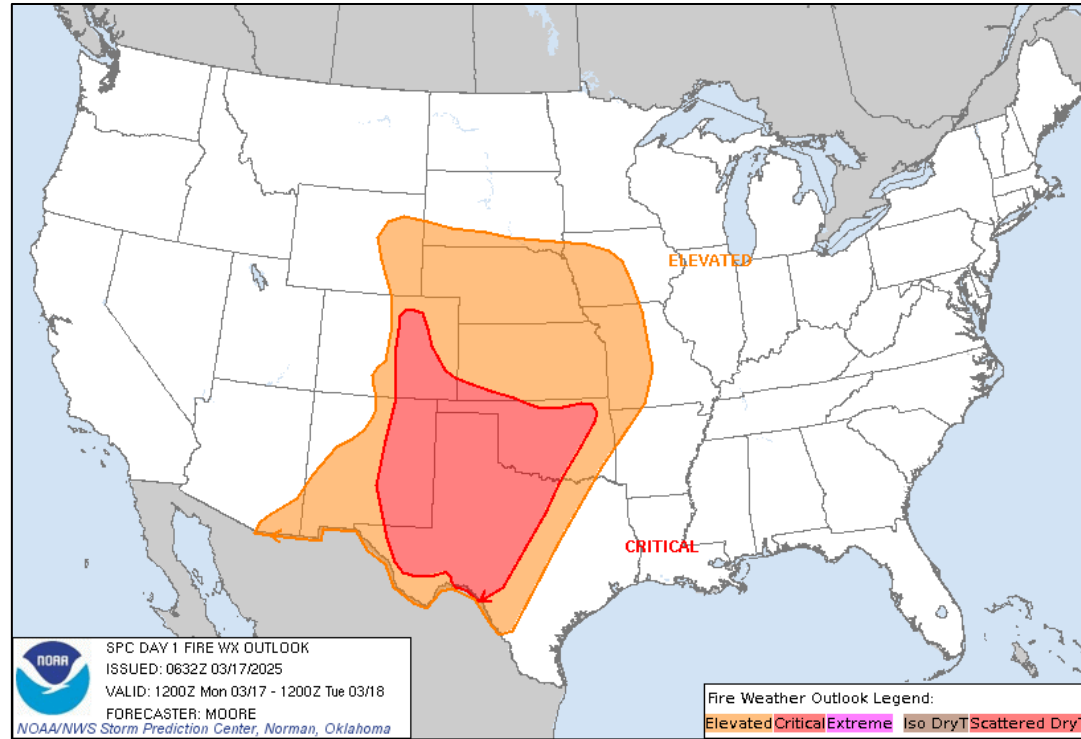 ELEVATED
CRITICAL
NOAA
SPC DAY 1 FIRE WX OUTLOOK
ISSUED: 0632Z 03/17/2025
VALID: 1200Z Mon 03/17 - 1200Z Tue 03/18
FORECASTER: MOORE
NOAA/NWS Storm Prediction Center, Norman, Oklahoma
Fire Weather Outlook Legend:
Elevated Critical Extreme Iso DryT Scattered DryT